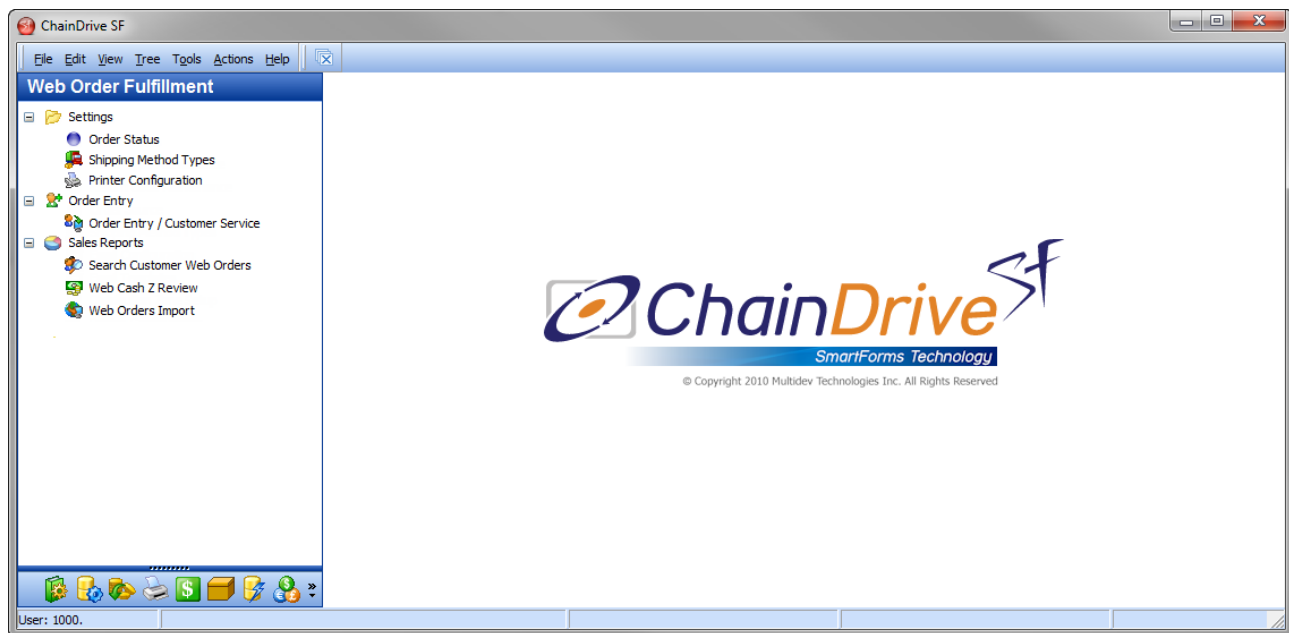 ChainDrive SF
File Edit View Tree Tools Actions Help
Web Order Fulfillment
Settings
Order Status
Shipping Method Types
Printer Configuration
Order Entry
Order Entry / Customer Service
Sales Reports
Search Customer Web Orders
Web Cash Z Review
Web Orders Import
ChainDrive SF
SmartForms Technology
© Copyright 2010 Multidev Technologies Inc. All Rights Reserved
User: 1000.